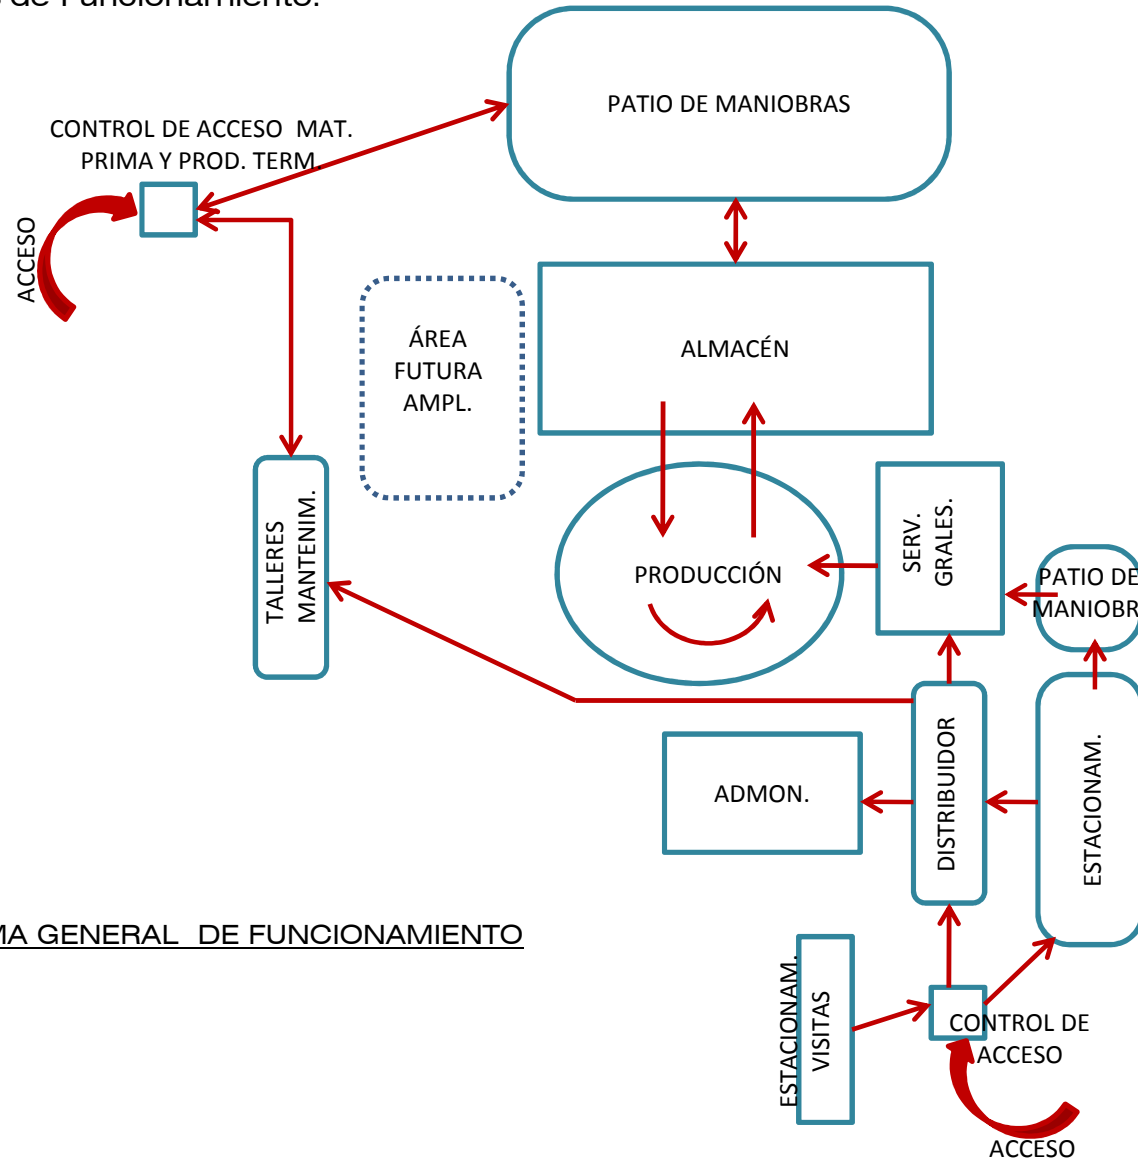 de Funcionamiento.
PATIO DE MANIOBRAS
CONTROL DE ACCESO MAT.
PRIMA Y PROD. TERM.
ACCESO
ÁREA
FUTURA
AMPL.
ALMACÉN
TALLERES
MANTENIM.
PRODUCCIÓN
SERV.
GRALES.
PATIO DE
MANIOBR
ADMON.
DISTRIBUIDOR
ESTACIONAM.
MA GENERAL DE FUNCIONAMIENTO
ESTACIONAM.
VISITAS
CONTROL DE
ACCESO
ACCESO